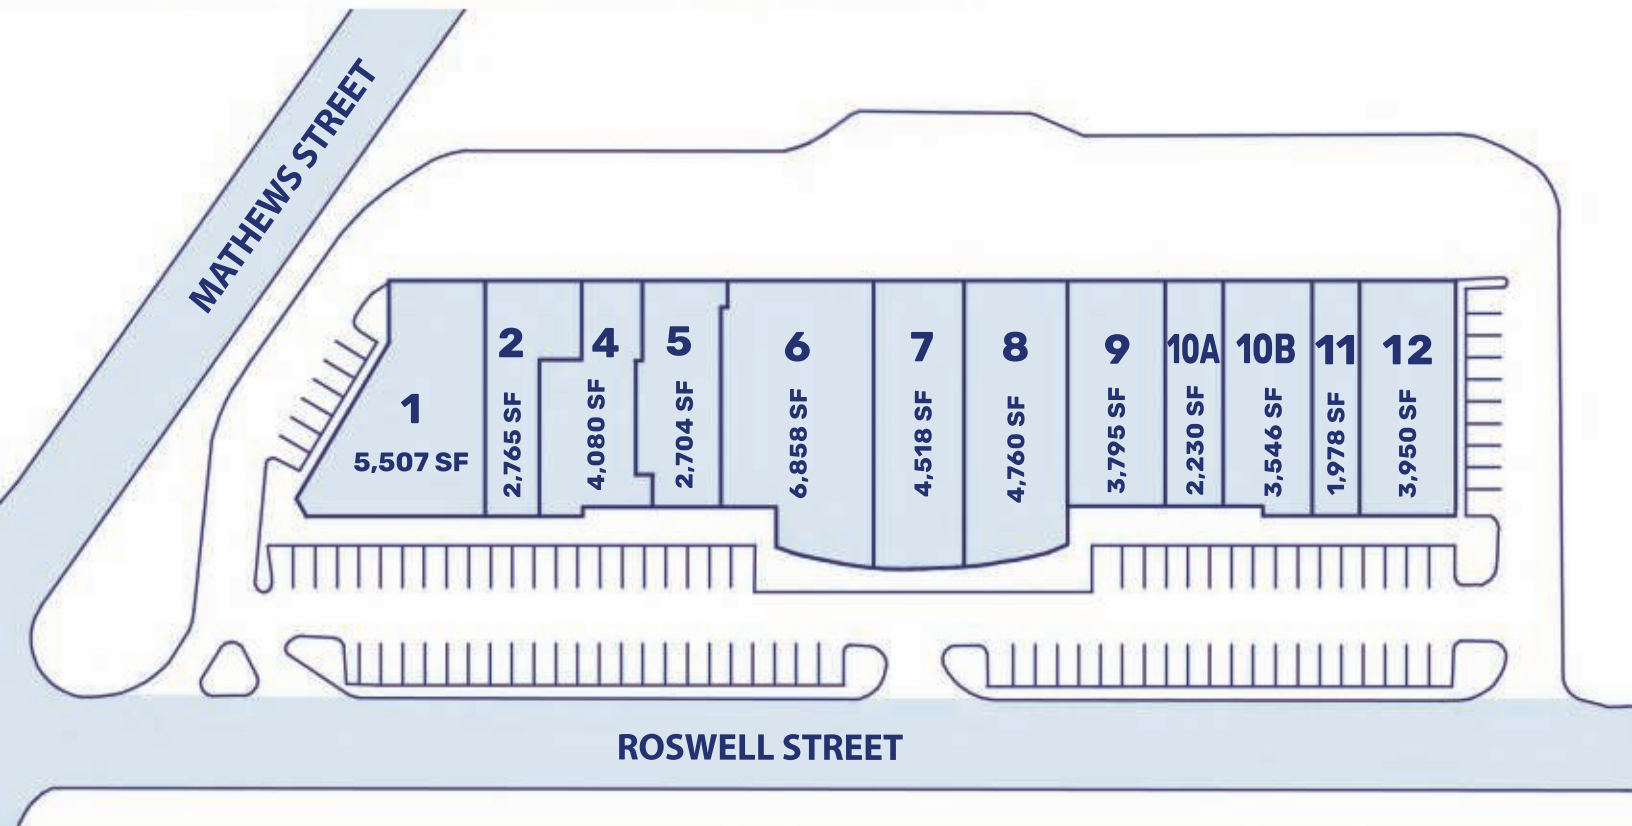 MATHEWS STREET
1
5,507 SF
2
2,765 SF
4
4,080 SF
5
2,704 SF
6
6,858 SF
7
4,518 SF
8
4,760 SF
9
3,795 SF
10A
2,230 SF
10B
3,546 SF
11
1,978 SF
12
3,950 SF
ROSWELL STREET